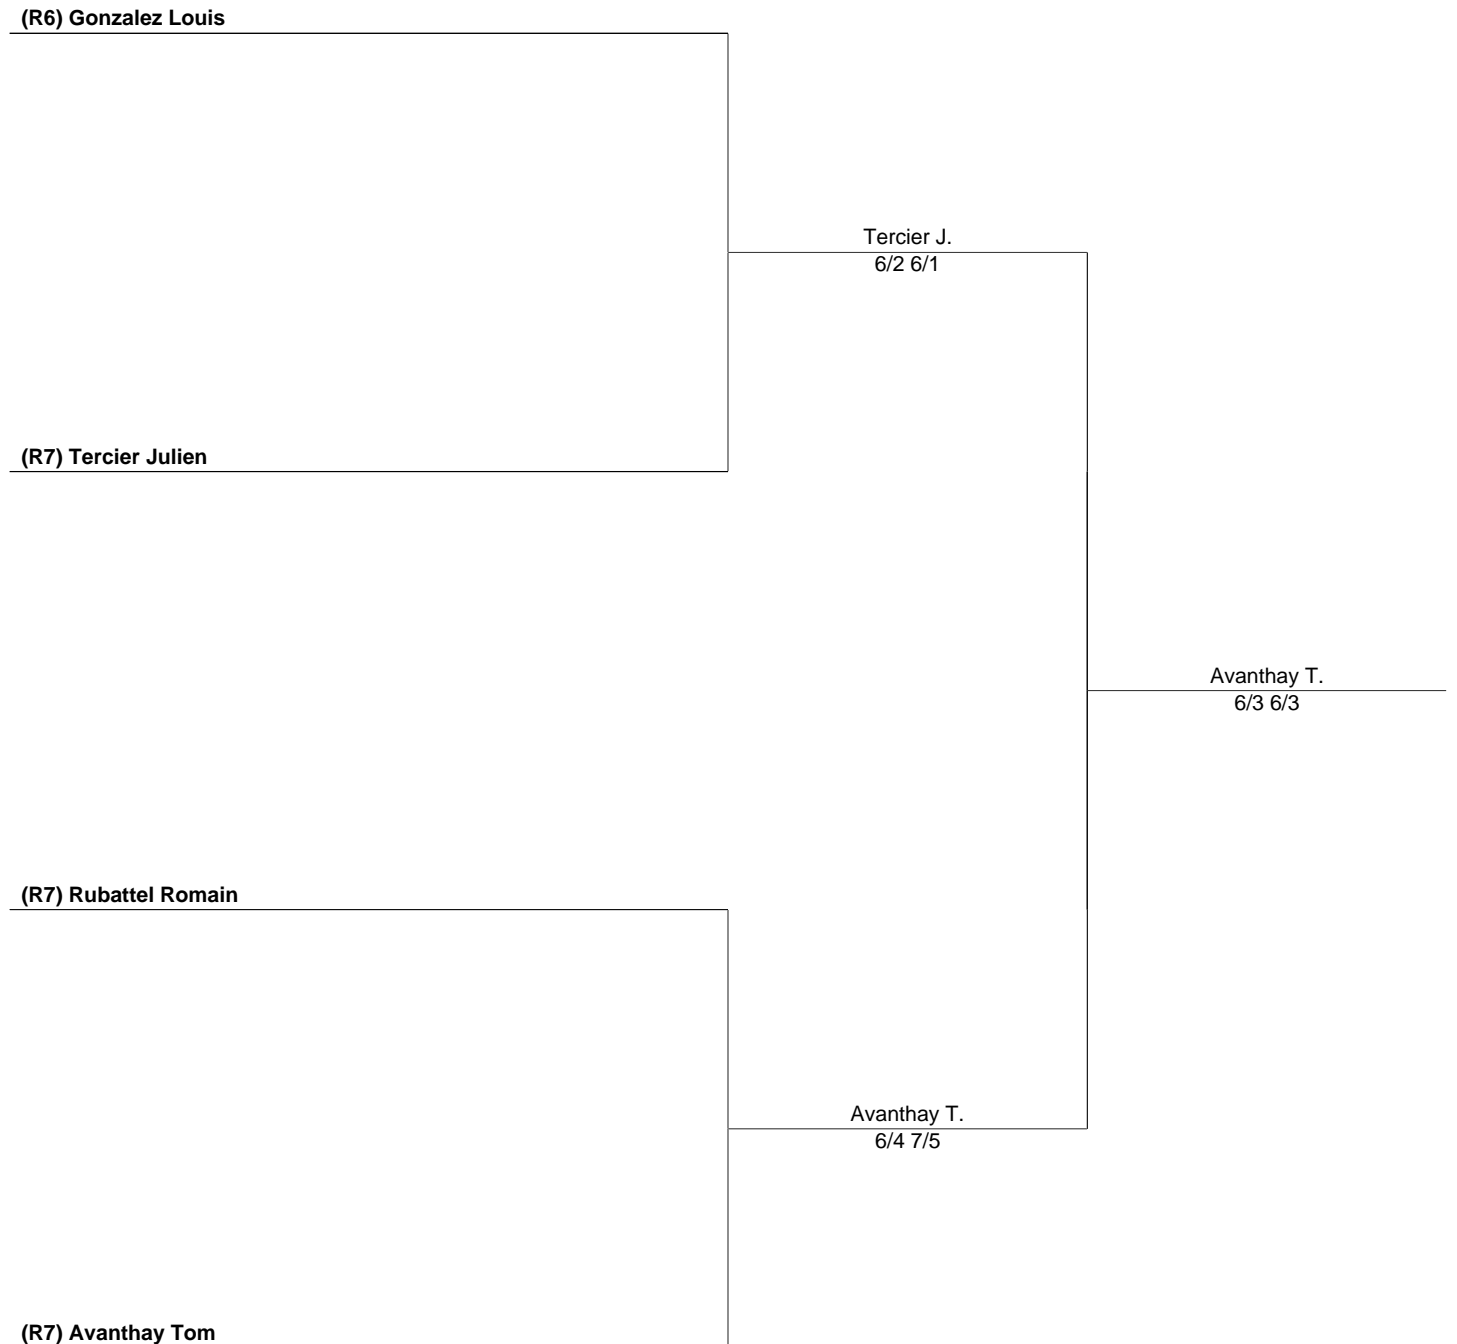 (R6) Gonzalez Louis
Tercier J.
6/2 6/1
(R7) Tercier Julien
Avanthay T.
6/3 6/3
(R7) Rubattel Romain
Avanthay T.
6/4 7/5
(R7) Avanthay Tom